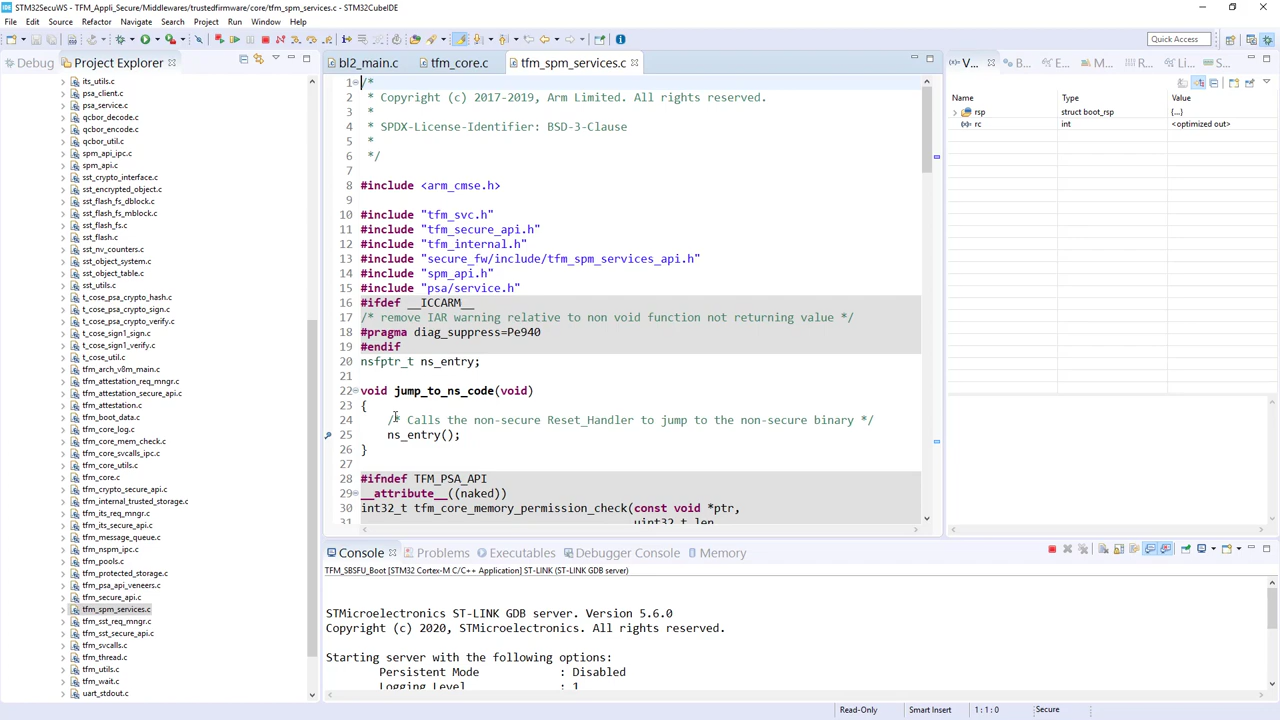 STM32SecuWS - TFM_Appli_Secure/Middlewares/trustedfirmware/core/tfm_spm_services.c - STM32CubeIDE
File Edit Source Refactor Navigate Search Project Run Window Help
Quick Access
Debug
Project Explorer
its_utils.c
psa_client.c
psa_service.c
qcbor_decode.c
qcbor_encode.c
qcbor_util.c
spm_api_ipc.c
spm_api.c
sst_crypto_interface.c
sst_encrypted_object.c
sst_flash_fs_dblock.c
sst_flash_fs_mblock.c
sst_flash_fs.c
sst_flash.c
sst_nv_counters.c
sst_object_table.c
sst_utils.c
t_cose_psa_crypto_hash.c
t_cose_psa_crypto_sign.c
t_cose_psa_crypto_verify.c
t_cose_sign1_sign.c
t_cose_sign1_verify.c
t_cose_util.c
tfm_arch_v8m_main.c
tfm_attestation_req_mngr.c
tfm_attestation_secure_api.c
tfm_attestation.c
tfm_boot_data.c
tfm_core_log.c
tfm_core_mem_check.c
tfm_core_svcalls_ipc.c
tfm_core_utils.c
tfm_core.c
tfm_crypto_secure_api.c
tfm_internal_trusted_storage.c
tfm_its_req_mngr.c
tfm_its_secure_api.c
tfm_message_queue.c
tfm_nspm_ipc.c
tfm_pools.c
tfm_protected_storage.c
tfm_psa_api_veneers.c
tfm_secure_api.c
tfm_spm_services.c
tfm_sst_req_mngr.c
tfm_sst_secure_api.c
tfm_svcalls.c
tfm_thread.c
tfm_utils.c
tfm_wait.c
uart_stdout.c
bl2_main.c tfm_core.c tfm_spm_services.c
1 /*
2 * Copyright (c) 2017-2019, Arm Limited. All rights reserved.
3 *
4 * SPDX-License-Identifier: BSD-3-Clause
5 *
6 */
7
8 #include <arm_cmse.h>
9
10 #include "tfm_svc.h"
11 #include "tfm_secure_api.h"
12 #include "tfm_internal.h"
13 #include "secure_fw/include/tfm_spm_services_api.h"
14 #include "spm_api.h"
15 #include "psa/service.h"
16 #ifdef __ICCARM__
17 /* remove IAR warning relative to non void function not returning value */
18 #pragma diag_suppress=Pe940
19 #endif
20 nsfptr_t ns_entry;
21
22 void jump_to_ns_code(void)
23 {
24 /* Calls the non-secure Reset_Handler to jump to the non-secure binary */
25 ns_entry();
26 }
27
28 #ifndef TFM_PSA_API
29 __attribute__((naked))
30 int32_t tfm_core_memory_permission_check(const void *ptr,
31 uint32_t len,
V... B... E... M... R... Li... S...
Name Type Value
rsp struct boot_rsp {...}
rc int <optimized out>
Console Problems Executables Debugger Console Memory
TFM_SBSFU_Boot [STM32 Cortex-M C/C++ Application] ST-LINK (ST-LINK GDB server)
STMicroelectronics ST-LINK GDB server. Version 5.6.0
Copyright (c) 2020, STMicroelectronics. All rights reserved.
Starting server with the following options:
Persistent Mode : Disabled
Logging Level : 1
Read-Only Smart Insert 1 : 1 : 0 Secure